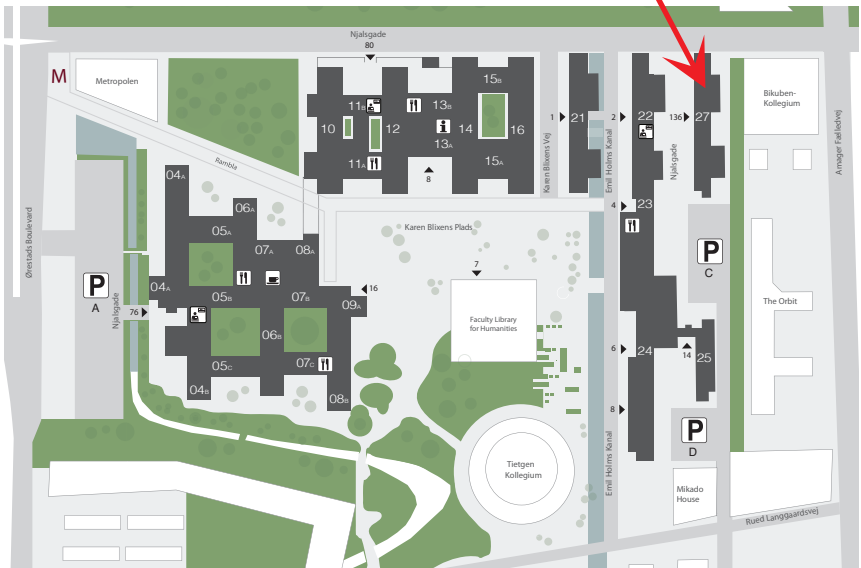 Njalsgade
80
M
Metropolen
15B
11B
13B
10
12
14
16
13A
11A
15A
8
1
21
2
22
136
27
Bikuben-
Kollegium
Karen Blixens Vej
Emil Holms Kanal
Njalsgade
Amager Fælledvej
Rambla
04A
06A
05A
07A
08A
Karen Blixens Plads
4
23
Ørestads Boulevard
P
A
Njalsgade
76
04A
05B
07B
09A
16
06B
05C
07C
04B
08B
7
Faculty Library
for Humanities
P
C
The Orbit
6
24
14
25
8
P
D
Tietgen
Kollegium
Emil Holms Kanal
Mikado
House
Rued Langgaardsvej